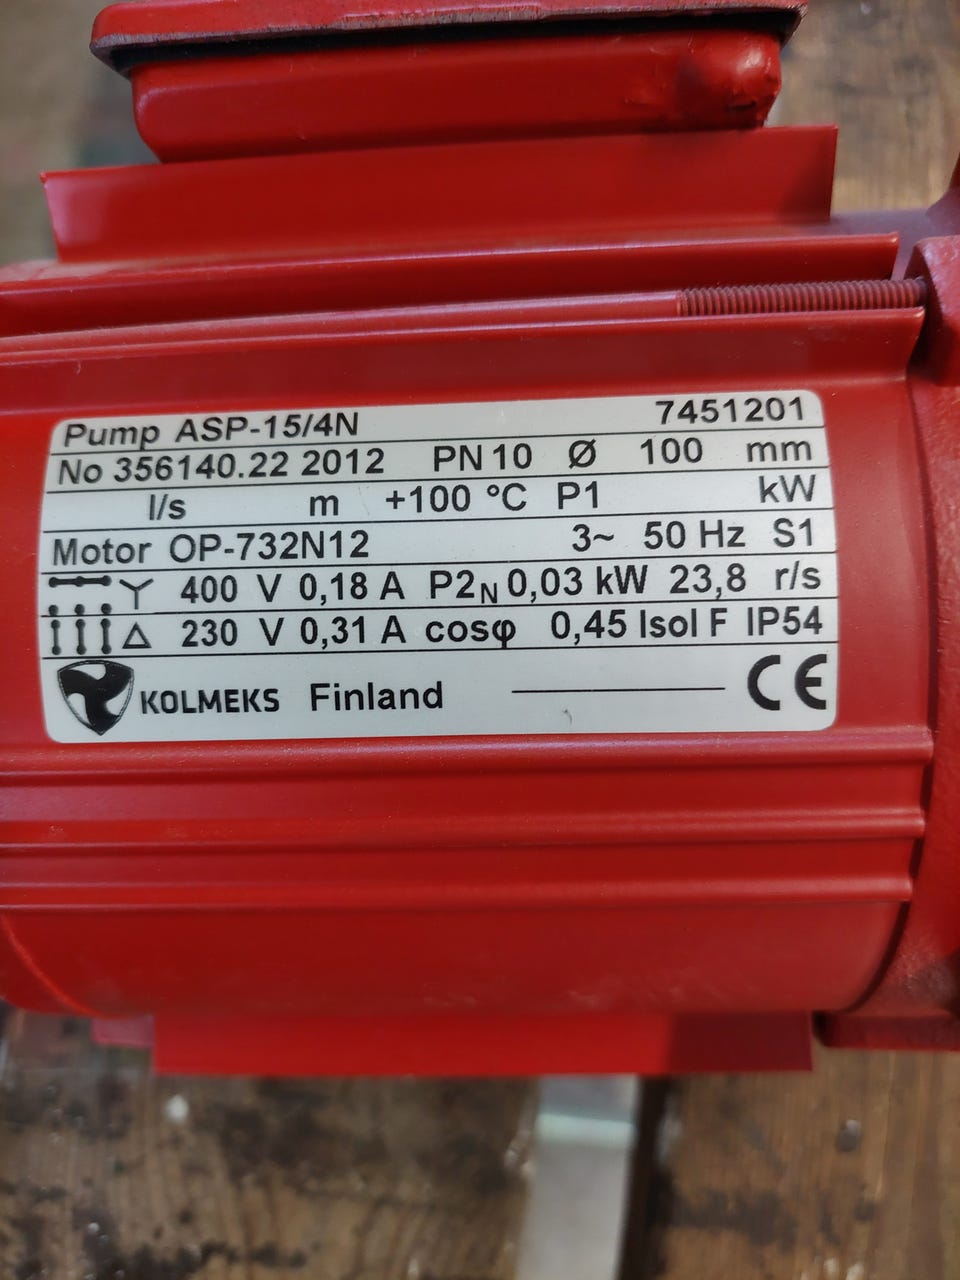 Pump ASP-15/4N 7451201
No 356140.22 2012 PN 10 Ø 100 mm
l/s m +100 °C P1 kW
Motor OP-732N12 3~ 50 Hz S1
Y 400 V 0,18 A P2N 0,03 kW 23,8 r/s
△ 230 V 0,31 A cosφ 0,45 Isol F IP54
KOLMEKS Finland CE